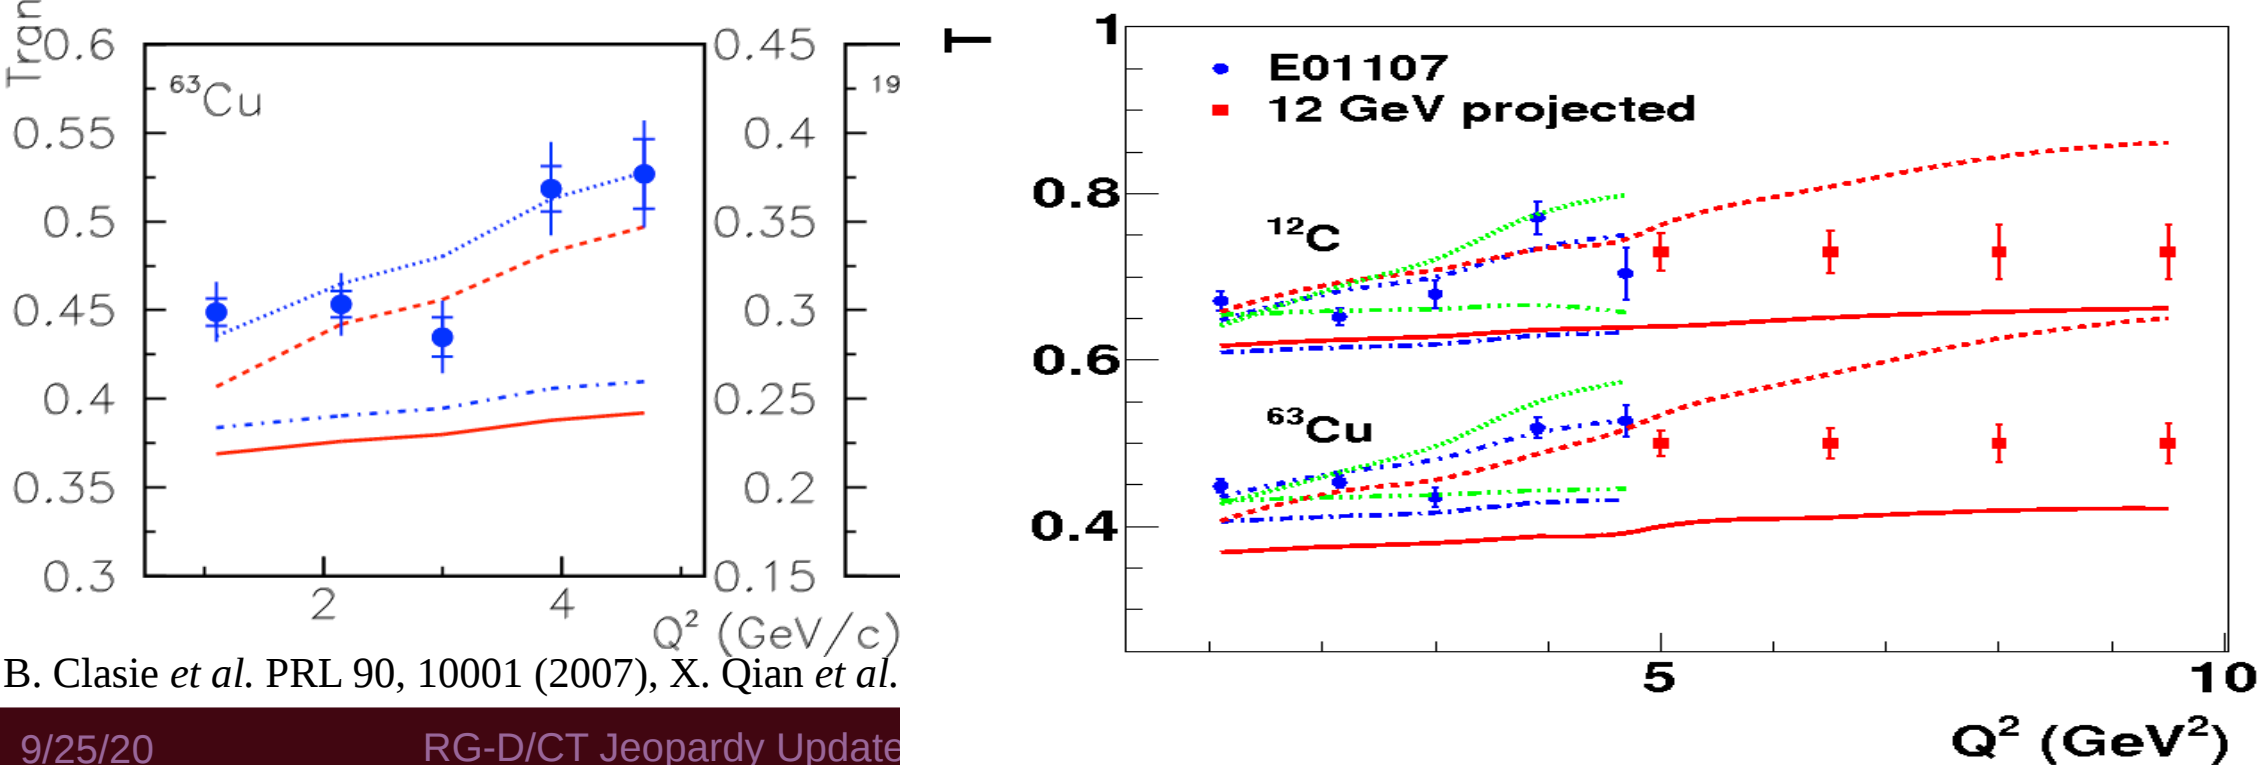 Tran
0.6
0.55
0.5
0.45
0.4
0.35
0.3
63Cu
2
4
Q2 (GeV/c)
0.45
0.4
0.35
0.3
0.25
0.2
0.15
19
B. Clasie et al. PRL 90, 10001 (2007), X. Qian et al.
9/25/20
RG-D/CT Jeopardy Update
T
1
0.8
0.6
0.4
E01107
12 GeV projected
12C
63Cu
5
10
Q2 (GeV2)